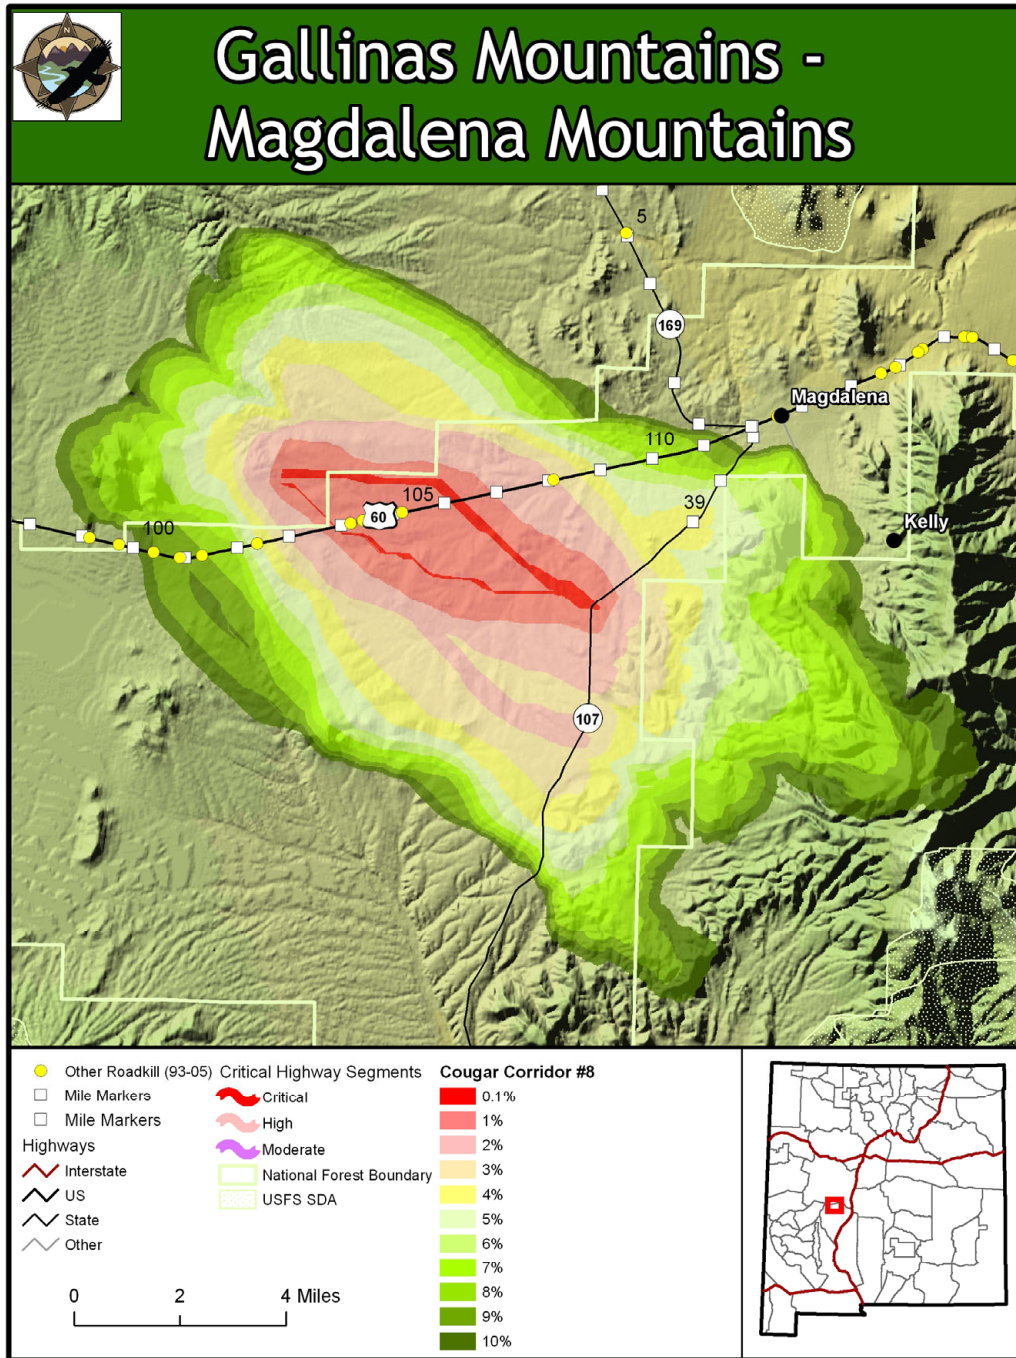 N
Gallinas Mountains -
Magdalena Mountains
5
169
Magdalena
110
105
39
60
100
Kelly
107
Other Roadkill (93-05)
Mile Markers
Mile Markers
Highways
Interstate
US
State
Other
0 2 4 Miles
Critical Highway Segments
Critical
High
Moderate
National Forest Boundary
USFS SDA
Cougar Corridor #8
0.1%
1%
2%
3%
4%
5%
6%
7%
8%
9%
10%